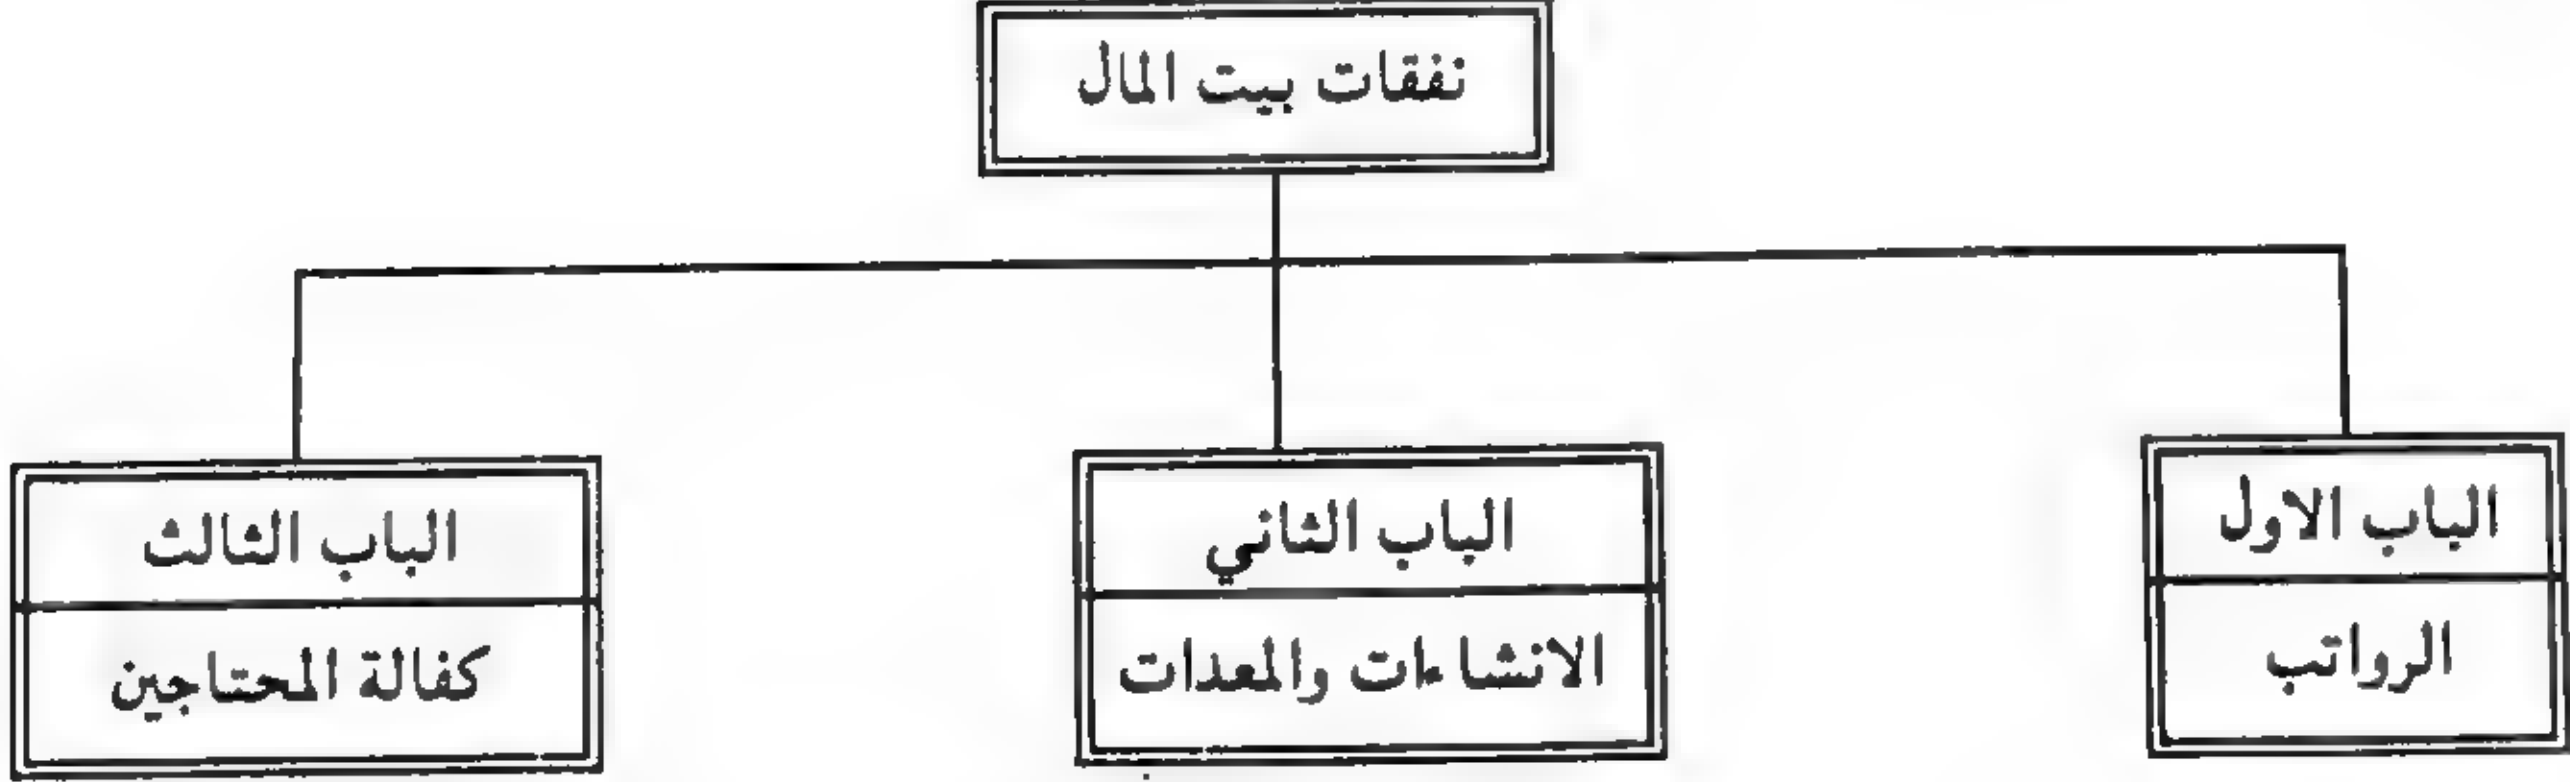 نفقات بيت المال
الباب الاول
الرواتب
الباب الثاني
الانشاءات والمعدات
الباب الثالث
كفالة المحتاجين